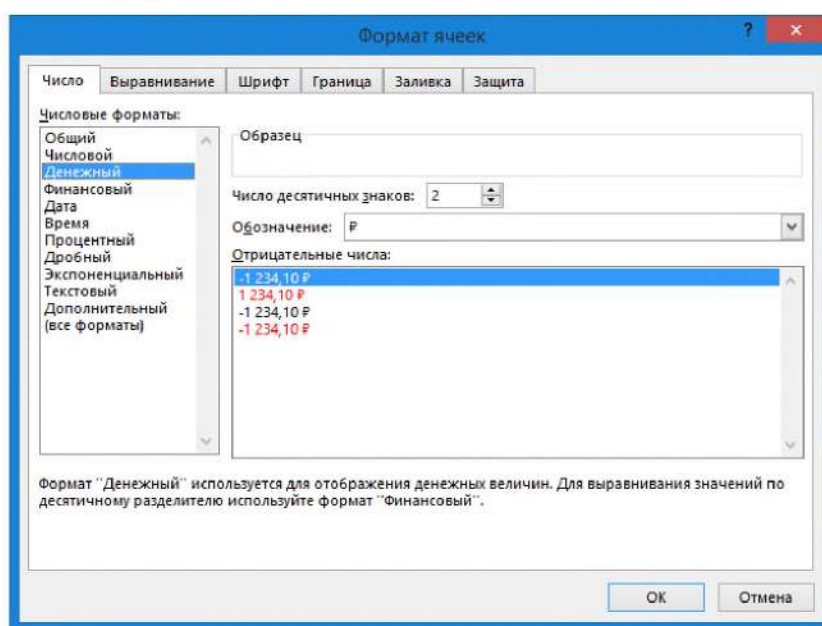 Формат ячеек
?
×
Число Выравнивание Шрифт Граница Заливка Защита
Числовые форматы:
Общий
Числовой
Денежный
Финансовый
Дата
Время
Процентный
Дробный
Экспоненциальный
Текстовый
Дополнительный
(все форматы)
Образец
Число десятичных знаков: 2
Обозначение: ₽
Отрицательные числа:
-1 234,10 ₽
1 234,10 ₽
-1 234,10 ₽
-1 234,10 ₽
Формат "Денежный" используется для отображения денежных величин. Для выравнивания значений по
десятичному разделителю используйте формат "Финансовый".
ОК Отмена